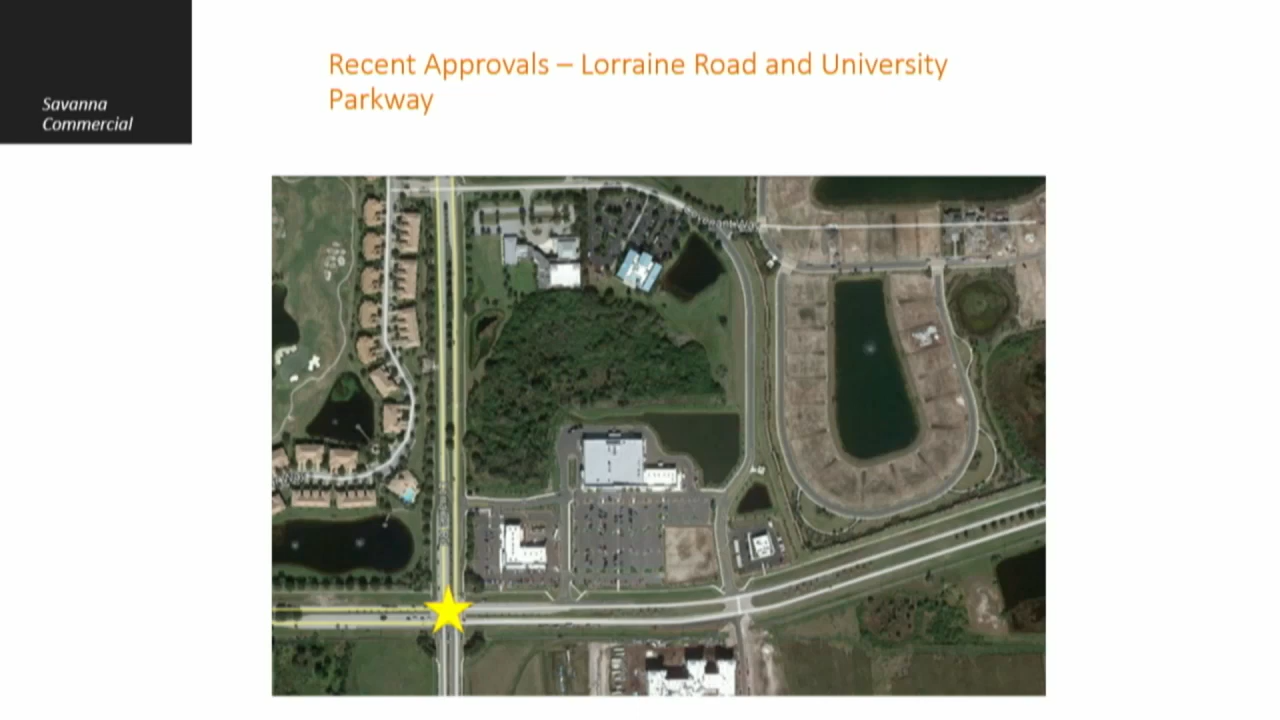 Savanna
Commercial
Recent Approvals – Lorraine Road and University
Parkway